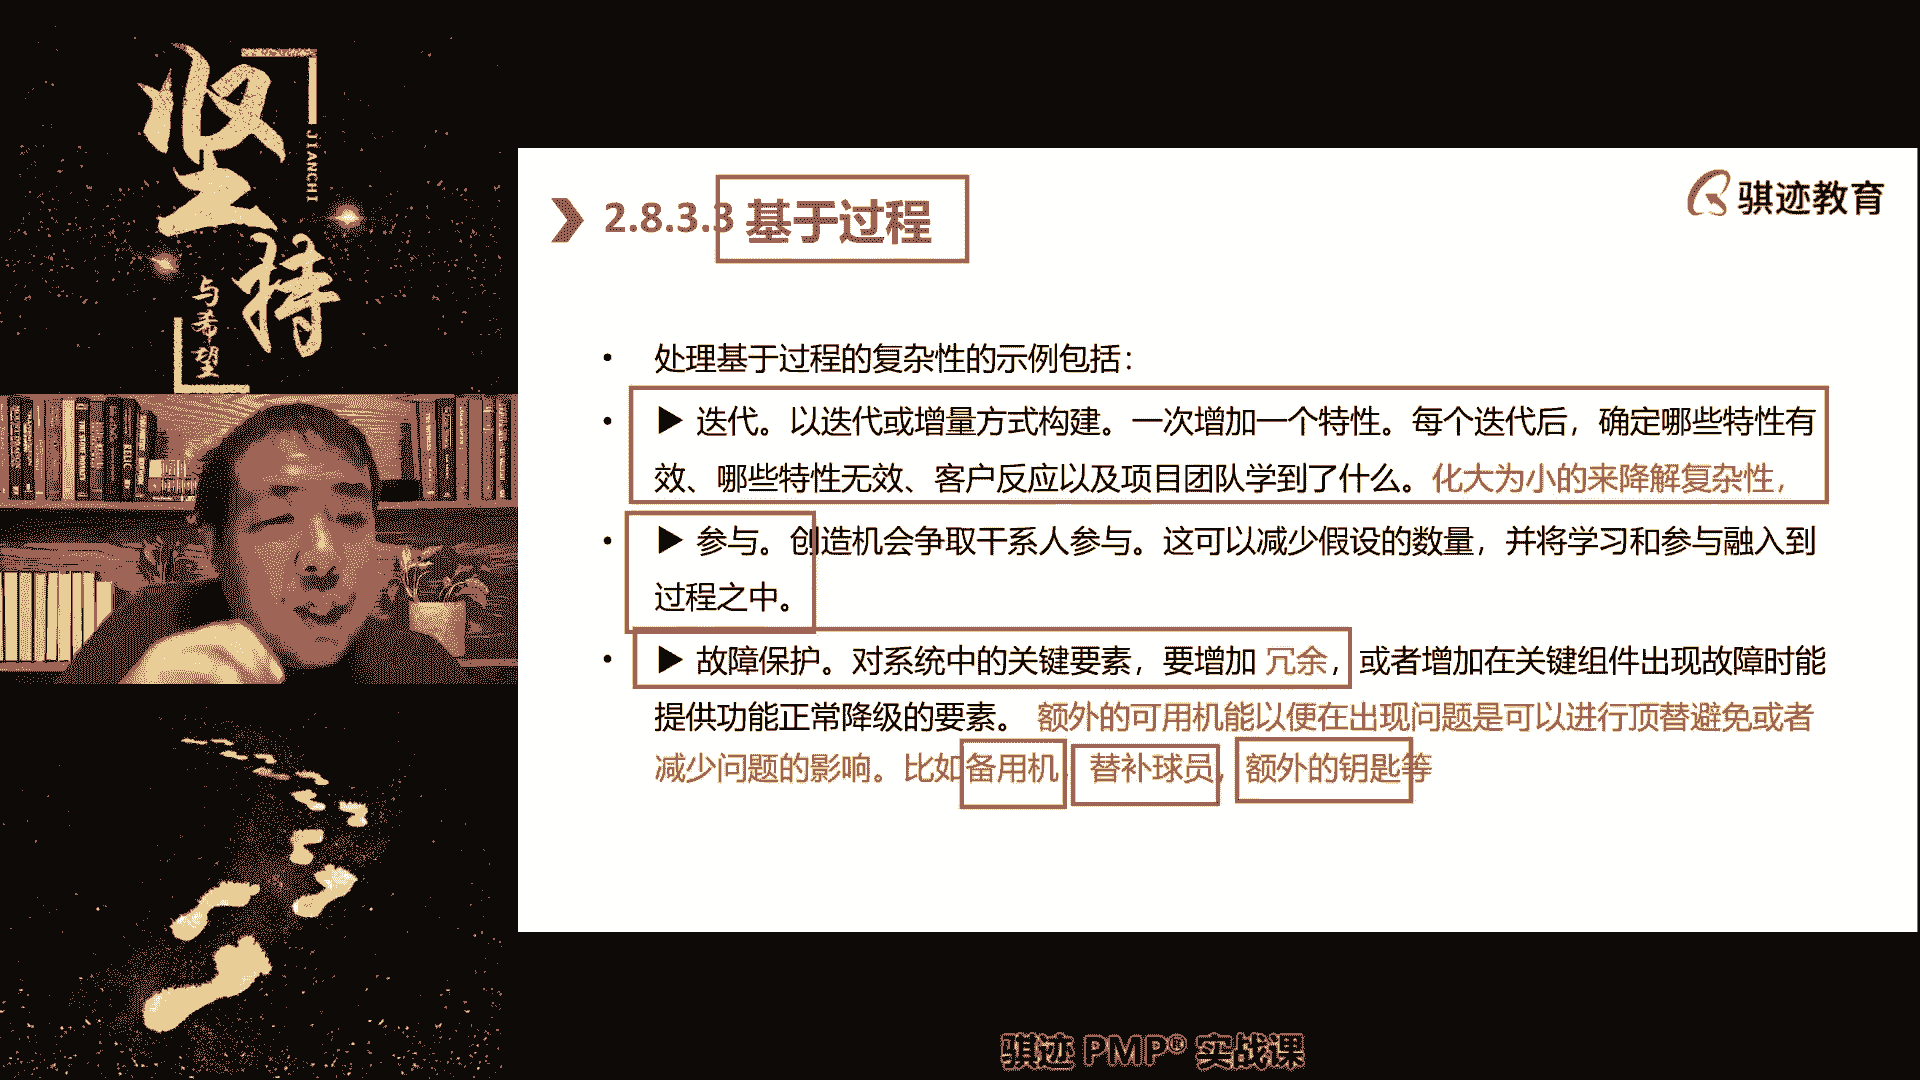 坚持
JIANCHI
与希望
骐迹教育
2.8.3.3 基于过程
• 处理基于过程的复杂性的示例包括：
• ▶ 迭代。以迭代或增量方式构建。一次增加一个特性。每个迭代后，确定哪些特性有
效、哪些特性无效、客户反应以及项目团队学到了什么。化大为小的来降解复杂性，
• ▶ 参与。创造机会争取干系人参与。这可以减少假设的数量，并将学习和参与融入到
过程之中。
• ▶ 故障保护。对系统中的关键要素，要增加 冗余，或者增加在关键组件出现故障时能
提供功能正常降级的要素。 额外的可用机能以便在出现问题是可以进行顶替避免或者
减少问题的影响。比如备用机，替补球员，额外的钥匙等
骐迹 PMP® 实战课